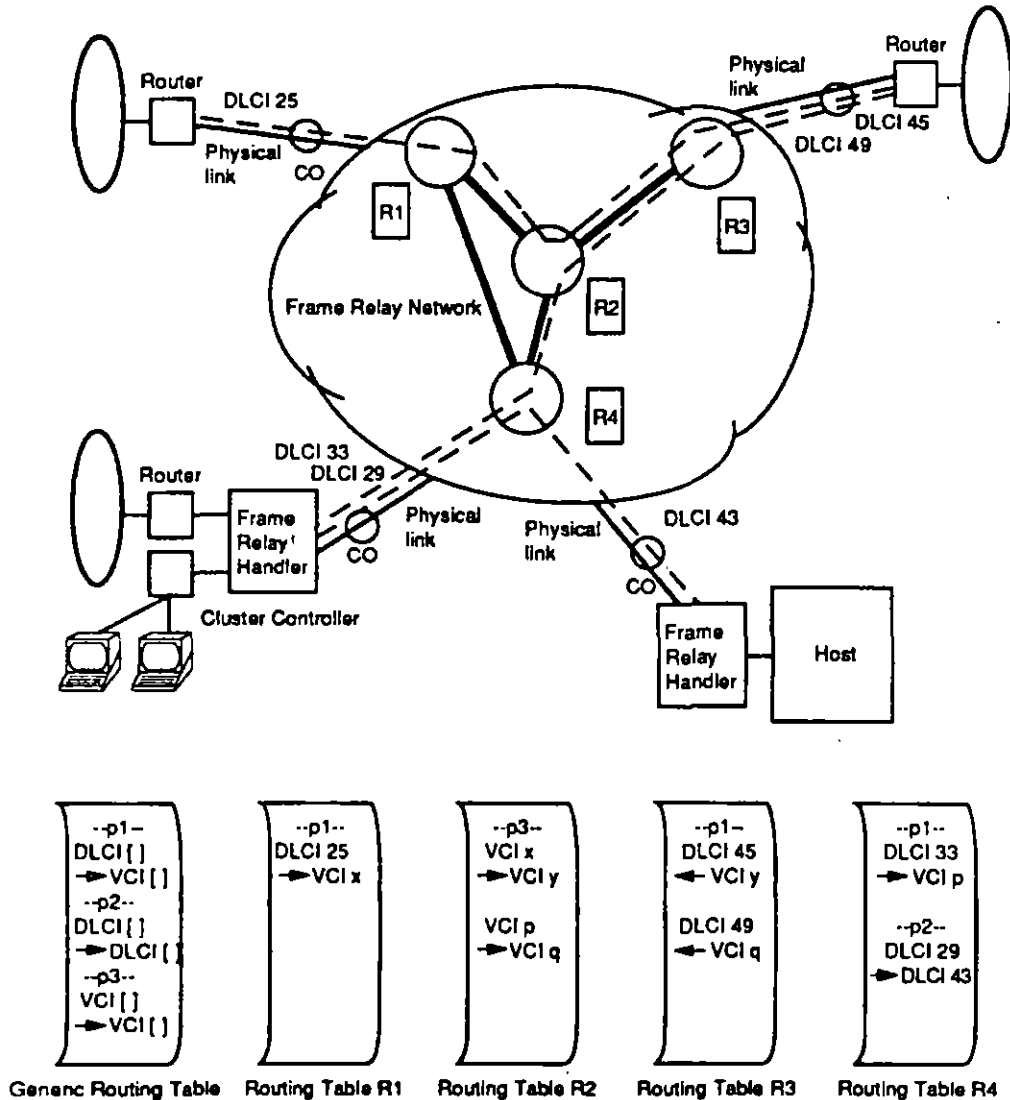 Router
DLCI 25
Physical
link
CO
R1
Physical
link
Router
DLCI 45
DLCI 49
R3
Frame Relay Network
R2
R4
DLCI 33
DLCI 29
Router
Frame
Relay
Handler
CO
Physical
link
Cluster Controller
Physical
link
DLCI 43
CO
Frame
Relay
Handler
Host
--p1--
DLCI [ ]
→ VCI [ ]
--p2--
DLCI [ ]
→ DLCI [ ]
--p3--
VCI [ ]
→ VCI [ ]
Generic Routing Table
--p1--
DLCI 25
→ VCI x
Routing Table R1
--p3--
VCI x
→ VCI y
VCI p
→ VCI q
Routing Table R2
--p1--
DLCI 45
← VCI y
DLCI 49
← VCI q
Routing Table R3
--p1--
DLCI 33
→ VCI p
--p2--
DLCI 29
→ DLCI 43
Routing Table R4